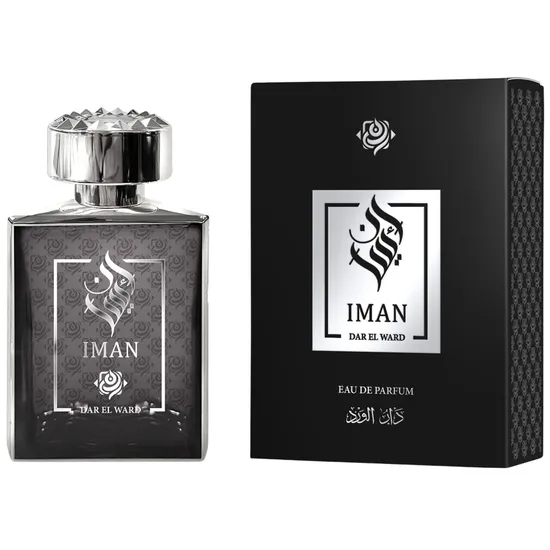 IMAN
DAR EL WARD
IMAN
DAR EL WARD
EAU DE PARFUM
دار الورد